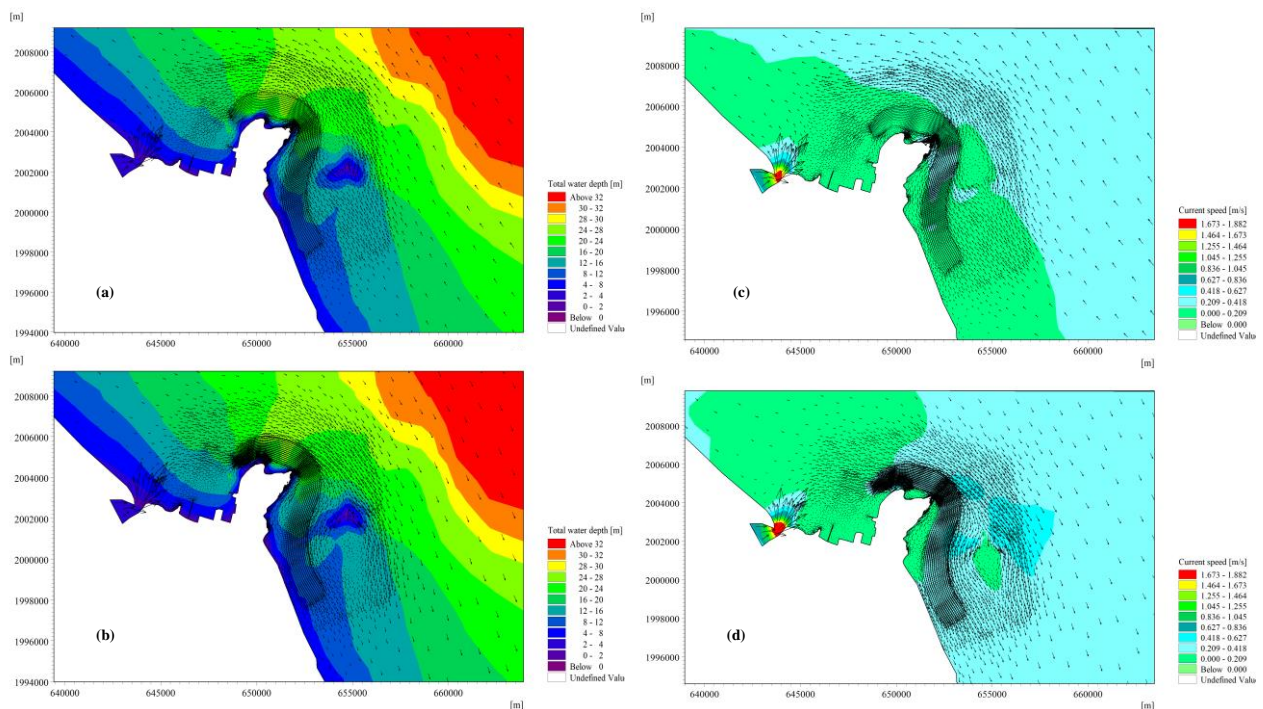 [m]
2008000
2006000
2004000
2002000
2000000
1998000
1996000
1994000
(a)
640000 645000 650000 655000 660000
[m]
Total water depth [m]
Above 32
30 - 32
28 - 30
24 - 28
20 - 24
16 - 20
12 - 16
8 - 12
4 - 8
2 - 4
0 - 2
Below 0
Undefined Valu
[m]
2008000
2006000
2004000
2002000
2000000
1998000
1996000
1994000
(b)
640000 645000 650000 655000 660000
[m]
Total water depth [m]
Above 32
30 - 32
28 - 30
24 - 28
20 - 24
16 - 20
12 - 16
8 - 12
4 - 8
2 - 4
0 - 2
Below 0
Undefined Valu
[m]
2008000
2006000
2004000
2002000
2000000
1998000
1996000
(c)
640000 645000 650000 655000 660000
[m]
Current speed [m/s]
1.673 - 1.882
1.464 - 1.673
1.255 - 1.464
1.045 - 1.255
0.836 - 1.045
0.627 - 0.836
0.418 - 0.627
0.209 - 0.418
0.000 - 0.209
Below 0.000
Undefined Valu
[m]
2008000
2006000
2004000
2002000
2000000
1998000
1996000
(d)
640000 645000 650000 655000 660000
[m]
Current speed [m/s]
1.673 - 1.882
1.464 - 1.673
1.255 - 1.464
1.045 - 1.255
0.836 - 1.045
0.627 - 0.836
0.418 - 0.627
0.209 - 0.418
0.000 - 0.209
Below 0.000
Undefined Valu